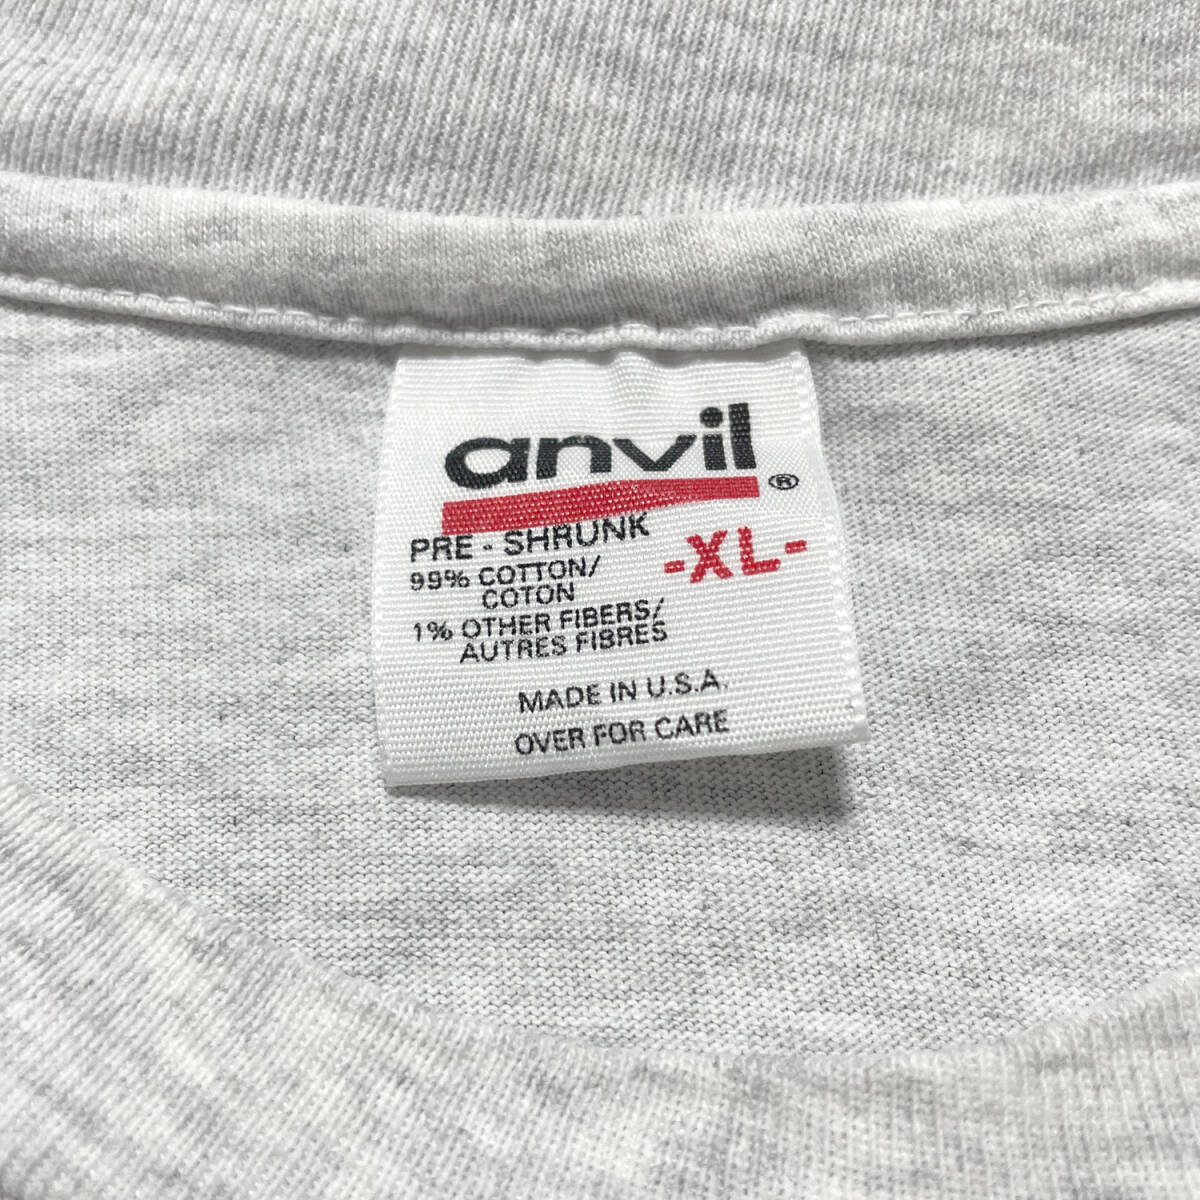 anvil®
PRE - SHRUNK -XL-
99% COTTON/
COTON
1% OTHER FIBERS/
AUTRES FIBRES
MADE IN U.S.A.
OVER FOR CARE